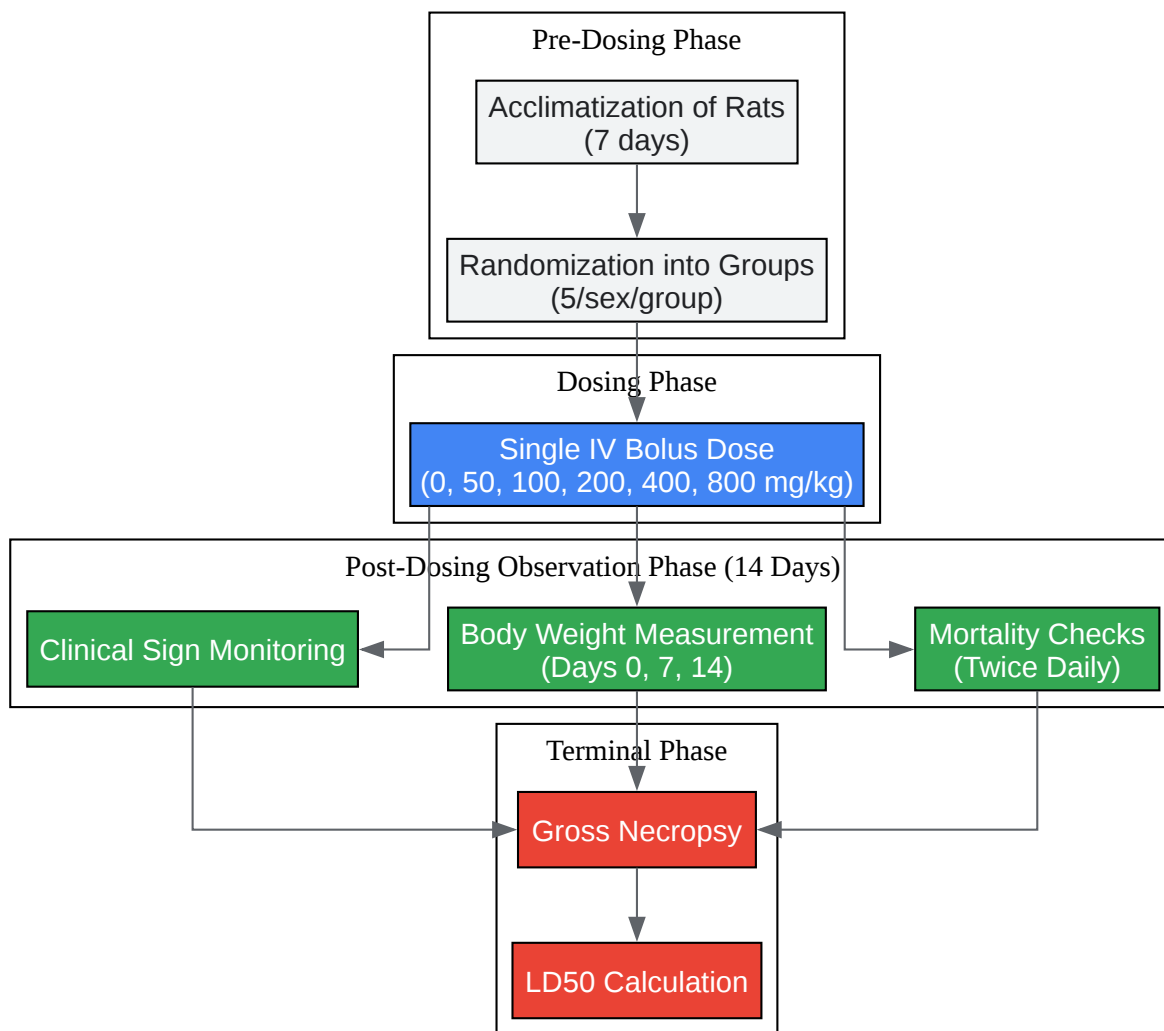 Pre-Dosing Phase
Acclimatization of Rats
(7 days)
Randomization into Groups
(5/sex/group)
Dosing Phase
Single IV Bolus Dose
(0, 50, 100, 200, 400, 800 mg/kg)
Post-Dosing Observation Phase (14 Days)
Clinical Sign Monitoring
Body Weight Measurement
(Days 0, 7, 14)
Mortality Checks
(Twice Daily)
Terminal Phase
Gross Necropsy
LD50 Calculation